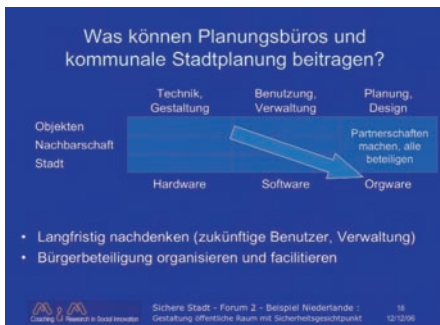 Was können Planungsbüros und
kommunale Stadtplanung beitragen?
Technik, Gestaltung
Benutzung, Verwaltung
Planung, Design
Objekten
Nachbarschaft
Stadt
Partnerschaften
machen, alle
beteiligen
Hardware Software Orgware
• Langfristig nachdenken (zukünftige Benutzer, Verwaltung)
• Bürgerbeteiligung organisieren und facilitieren
Coaching & Research in Social Innovation
Sichere Stadt - Forum 2 - Beispiel Niederlande :
Gestaltung öffentliche Raum mit Sicherheitsgesichtpunkt
18
12/12/06